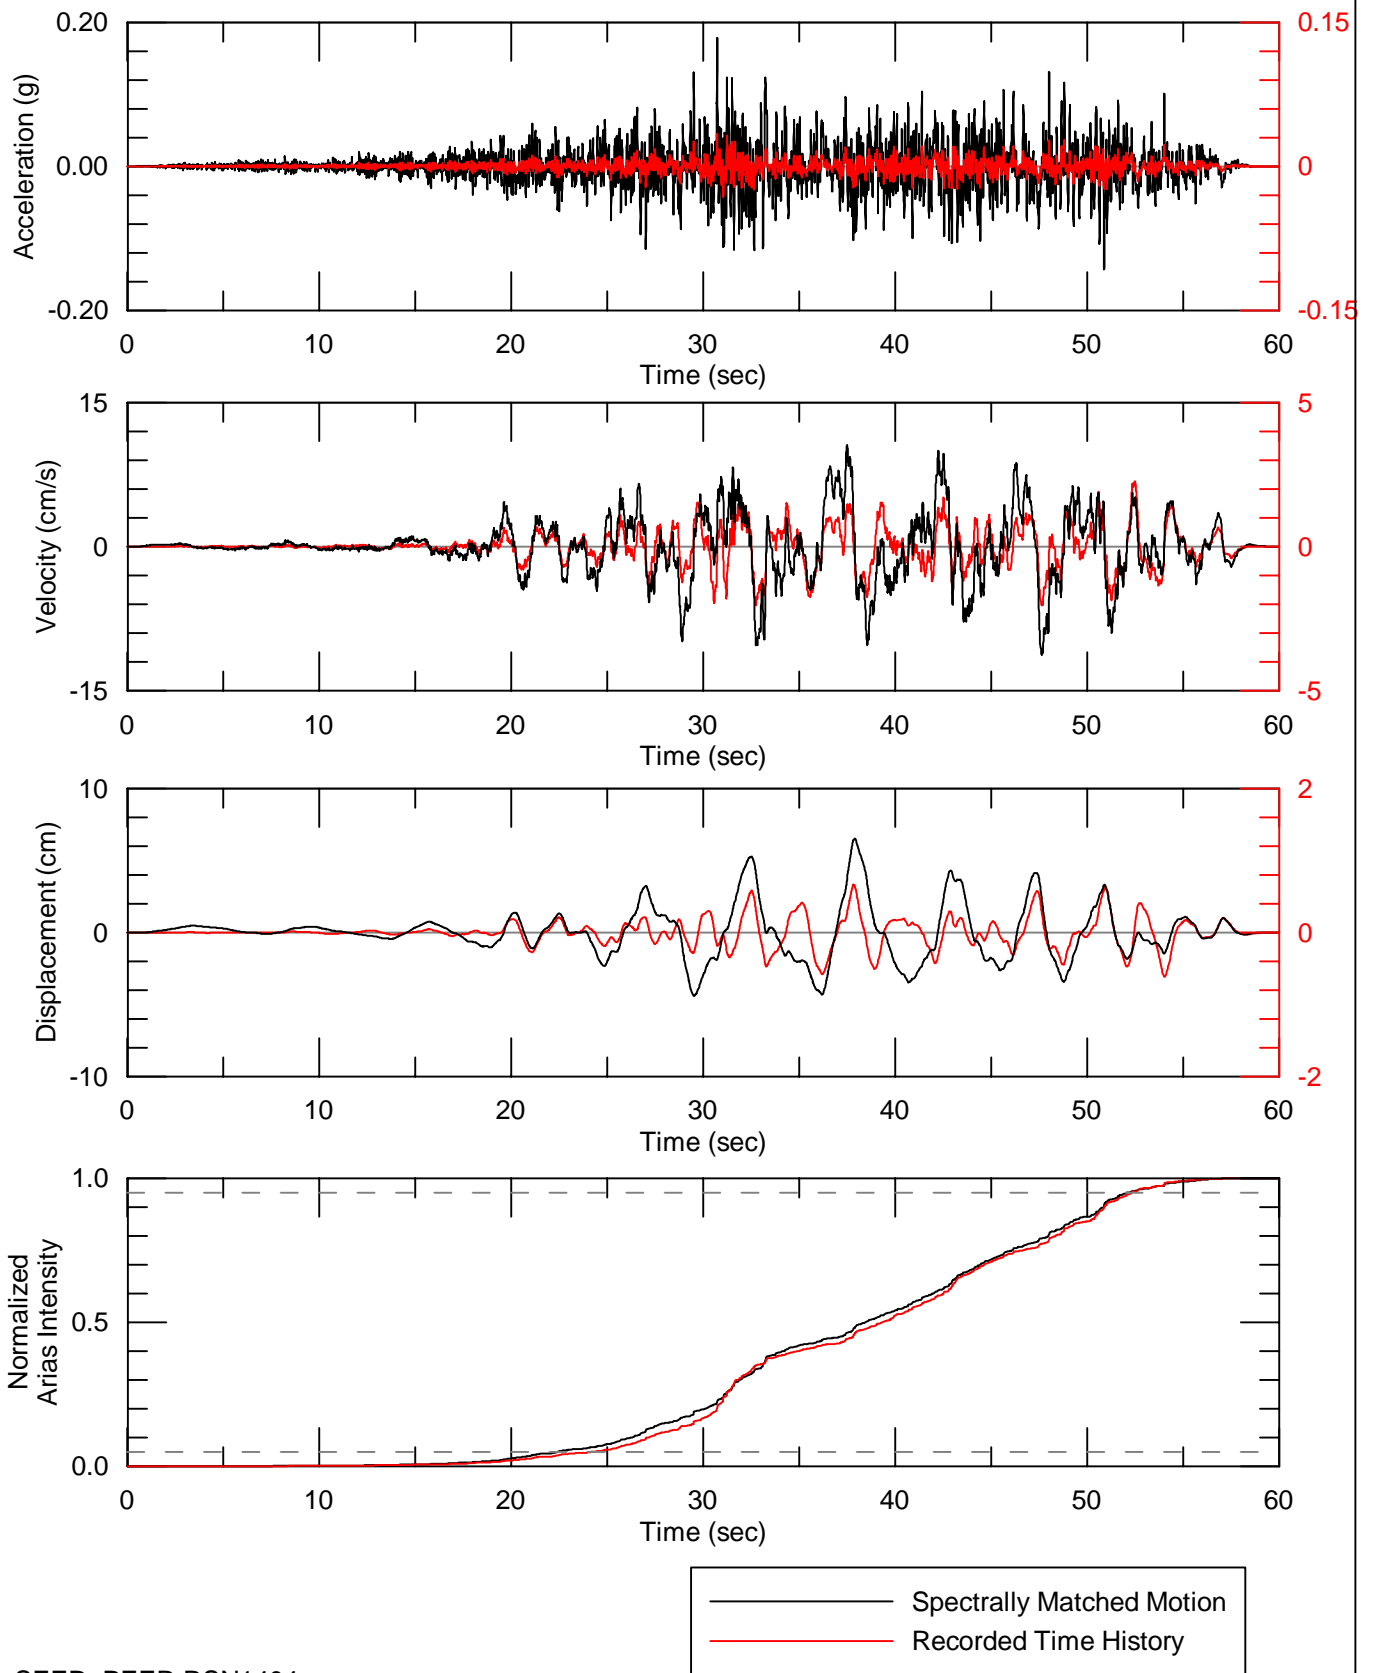 0.20
0.15
Acceleration (g)
0.00
0
-0.20
-0.15
0 10 20 30 40 50 60
Time (sec)
15
5
Velocity (cm/s)
0
0
-15
-5
0 10 20 30 40 50 60
Time (sec)
10
2
Displacement (cm)
0
0
-10
-2
0 10 20 30 40 50 60
Time (sec)
1.0
Normalized
Arias Intensity
0.5
0.0
0 10 20 30 40 50 60
Time (sec)
Spectrally Matched Motion
Recorded Time History